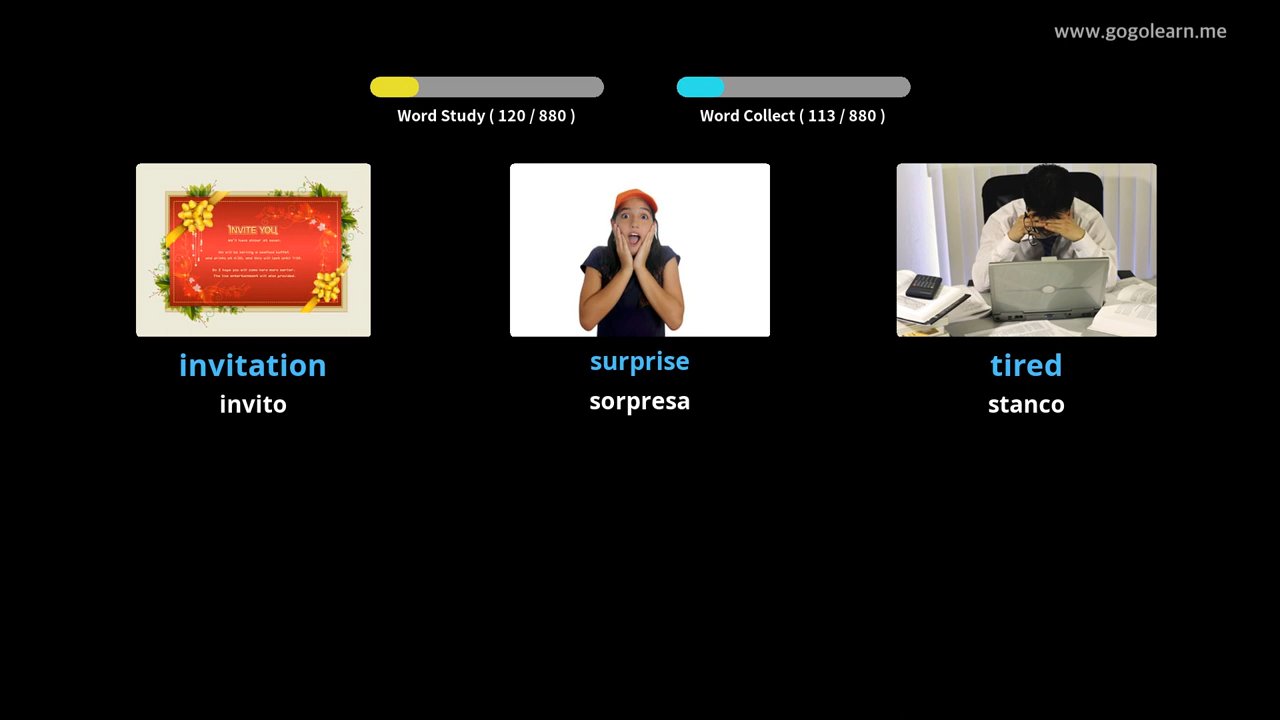 www.gogolearn.me
Word Study ( 120 / 880 )
Word Collect ( 113 / 880 )
INVITE YOU
invitation
surprise
tired
invito
sorpresa
stanco